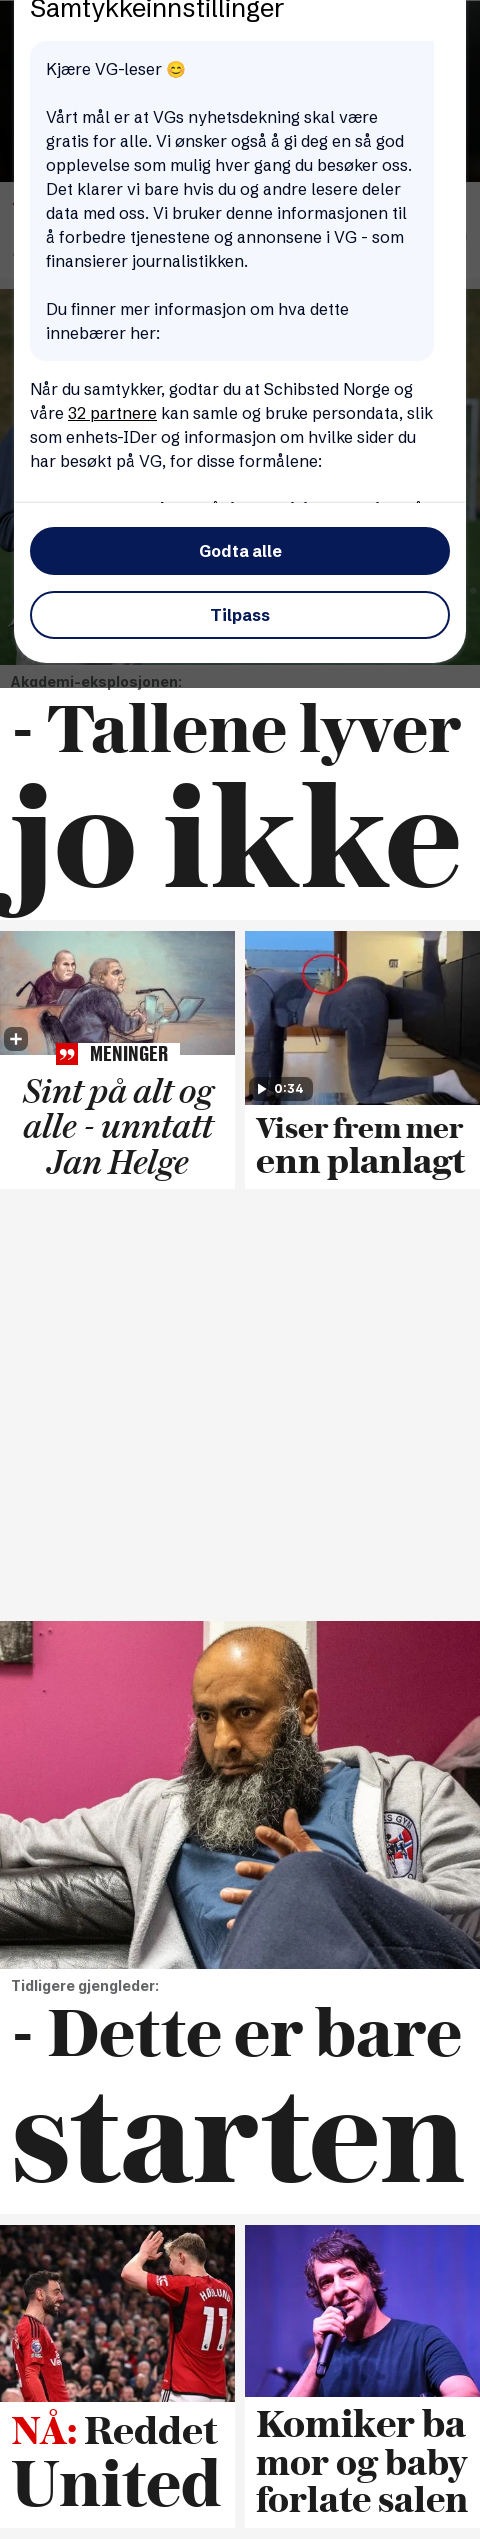 Samtykkeinnstillinger
Kjære VG-leser 😊
Vårt mål er at VGs nyhetsdekning skal være
gratis for alle. Vi ønsker også å gi deg en så god
opplevelse som mulig hver gang du besøker oss.
Det klarer vi bare hvis du og andre lesere deler
data med oss. Vi bruker denne informasjonen til
å forbedre tjenestene og annonsene i VG - som
finansierer journalistikken.
Du finner mer informasjon om hva dette
innebærer her:
Når du samtykker, godtar du at Schibsted Norge og
våre 32 partnere kan samle og bruke persondata, slik
som enhets-IDer og informasjon om hvilke sider du
har besøkt på VG, for disse formålene:
Godta alle
Tilpass
Akademi-eksplosjonen:
- Tallene lyver
jo ikke
MENINGER
Sint på alt og
alle - unntatt
Jan Helge
0:34
Viser frem mer
enn planlagt
Tidligere gjengleder:
- Dette er bare
starten
HØJLUND
11
NÅ: Reddet
United
Komiker ba
mor og baby
forlate salen